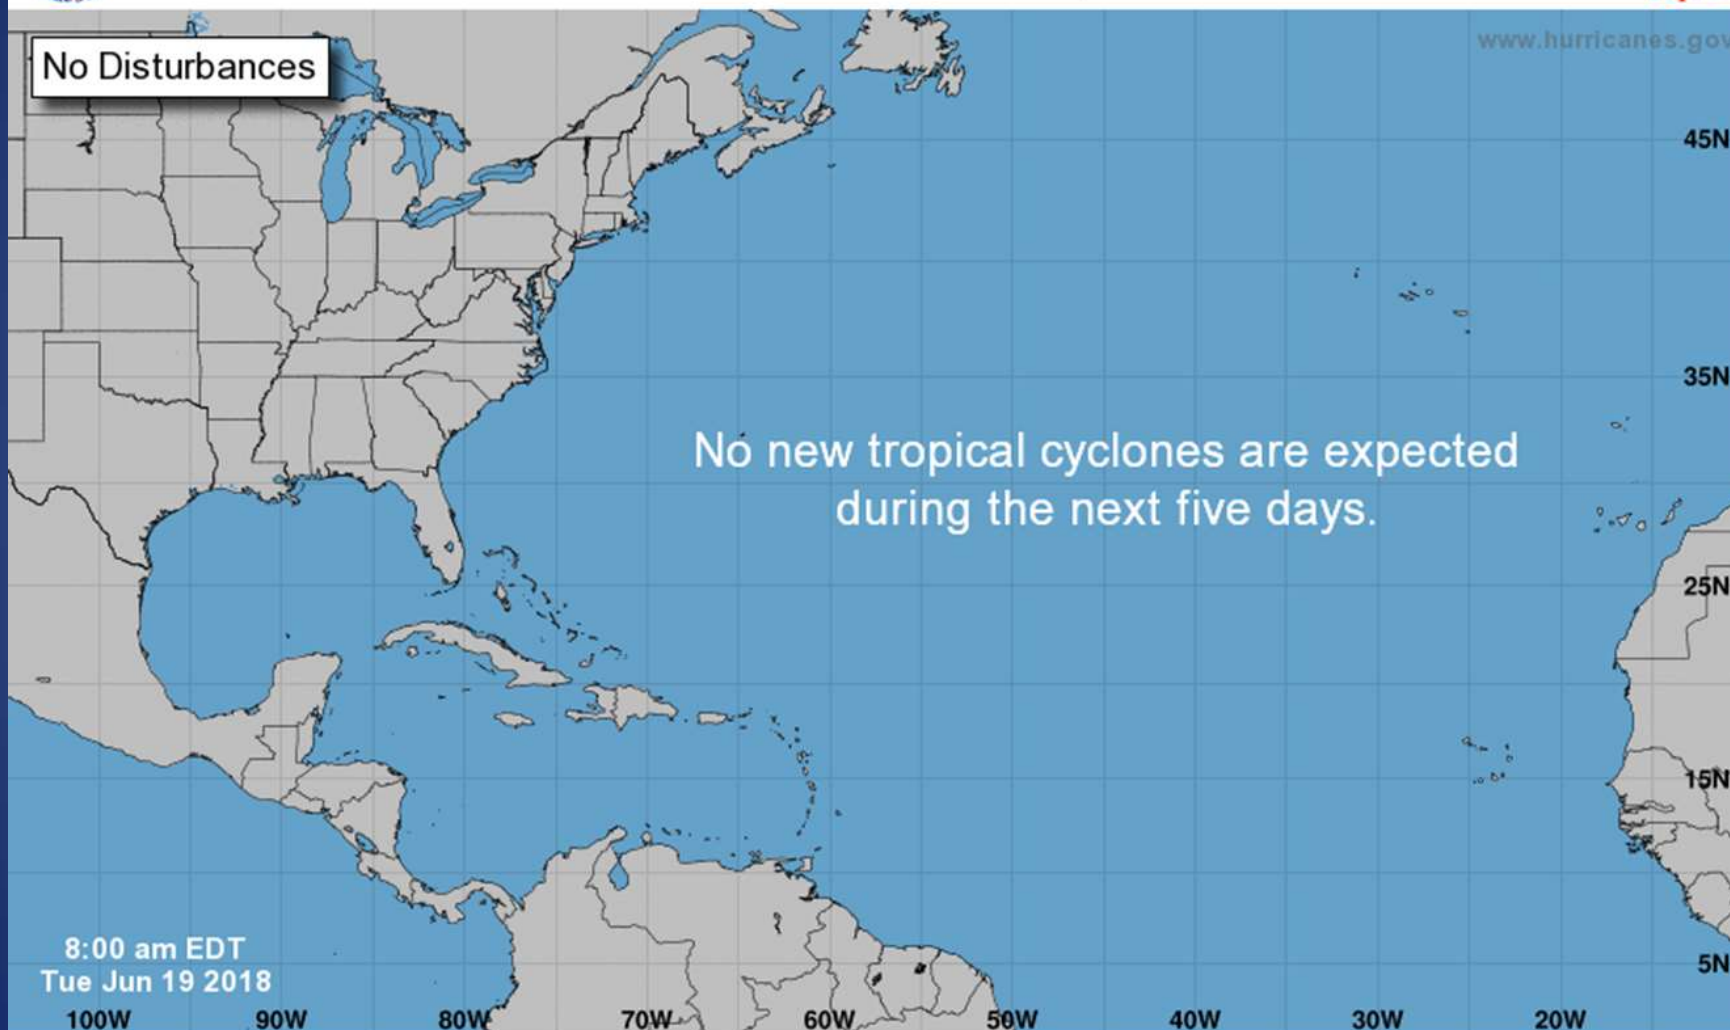 No Disturbances
www.hurricanes.gov
45N
35N
No new tropical cyclones are expected
during the next five days.
25N
15N
8:00 am EDT
Tue Jun 19 2018
5N
100W 90W 80W 70W 60W 50W 40W 30W 20W